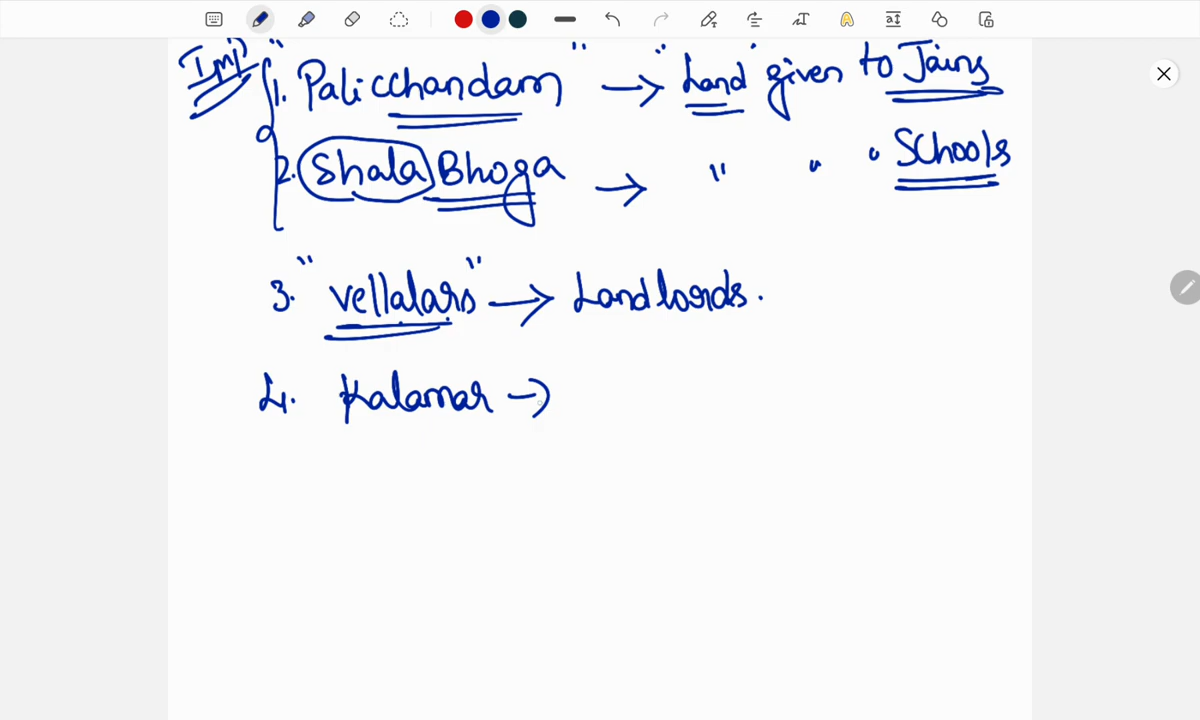 Imp
1. "Palicchandam" → "Land" given to Jains
2. Shala Bhoga → " " " Schools
3. "vellalars" → Landlords.
4. Kalamar →